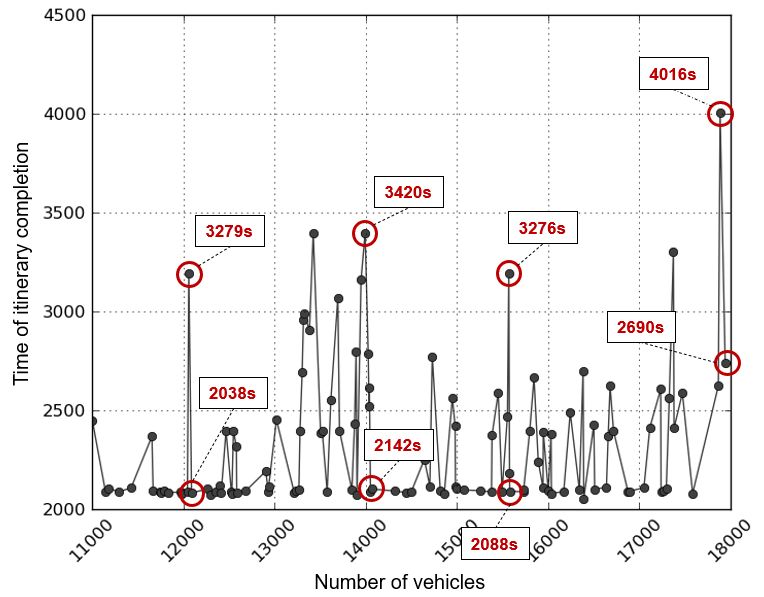 4500
4016s
4000
3500
3420s
3279s
3276s
3000
2690s
2500
2038s
2142s
2000
2088s
11000
12000
13000
14000
15000
16000
17000
18000
Time of itinerary completion
Number of vehicles